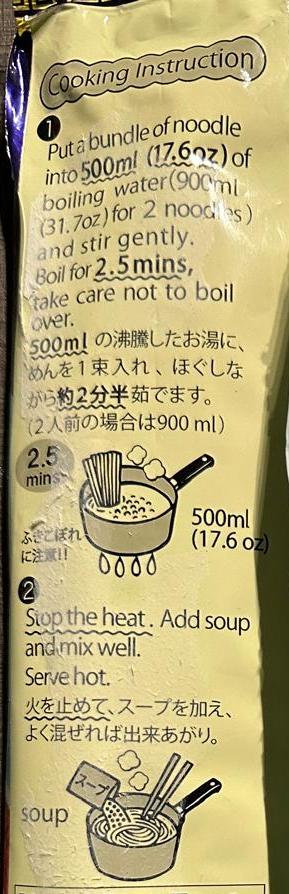 Cooking Instruction
1
Put a bundle of noodle
into 500ml (17.6oz) of
boiling water (900ml
(31.7oz) for 2 noodles)
and stir gently.
Boil for 2.5mins,
take care not to boil
over.
500ml の沸騰したお湯に、
めんを1束入れ、ほぐしな
がら約2分半茹でます。
(2人前の場合は900 ml)
2.5
mins
500ml
(17.6 oz)
ふきこぼれ
に注意!!
2
Stop the heat. Add soup
and mix well.
Serve hot.
火を止めて、スープを加え、
よく混ぜれば出来あがり。
スープ
soup